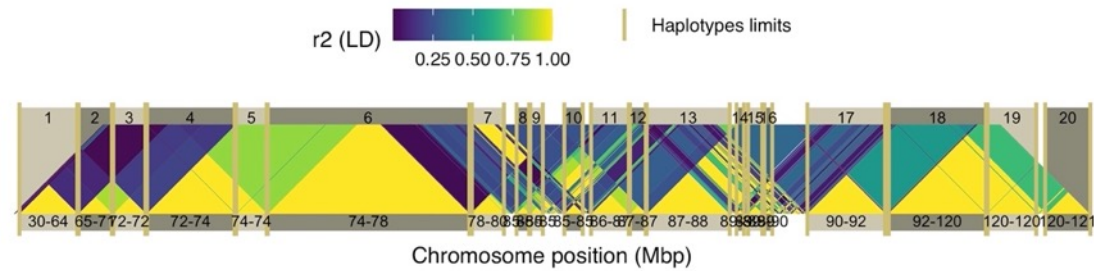 r2 (LD)
0.25 0.50 0.75 1.00
Haplotypes limits
1 2 3 4 5 6 7 8 9 10 11 12 13 14 15 16 17 18 19 20
30-64 65-71 72-72 72-74 74-74 74-78 78-80 87-87 87-88 90-92 92-120 120-120 120-121
Chromosome position (Mbp)